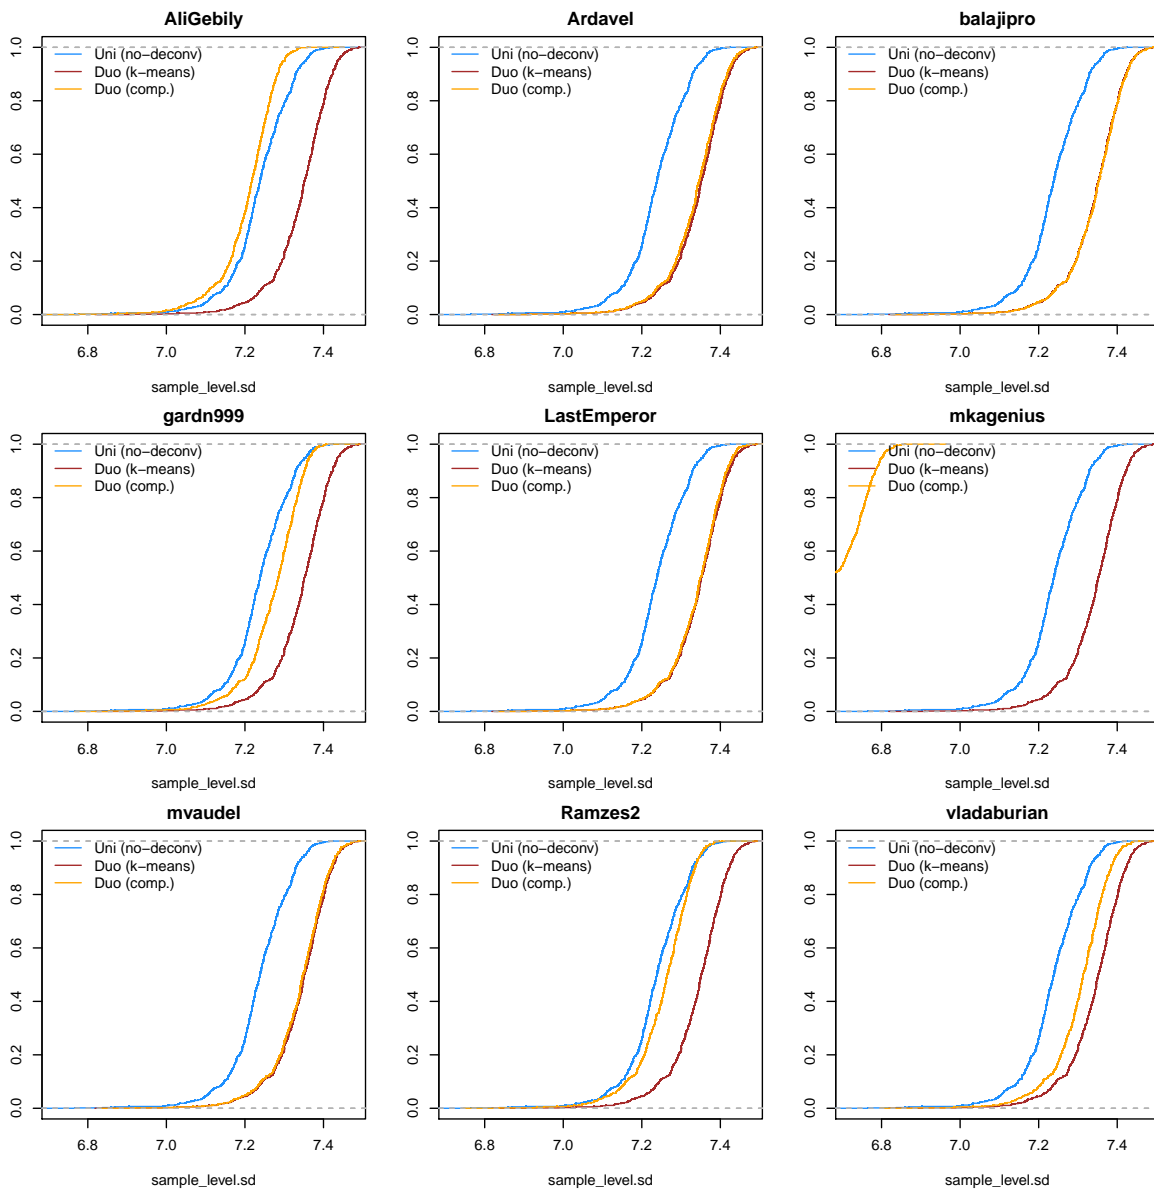 AliGebily
Uni (no−deconv)
Duo (k−means)
Duo (comp.)
0.0 0.2 0.4 0.6 0.8 1.0
6.8 7.0 7.2 7.4
sample_level.sd
Ardavel
Uni (no−deconv)
Duo (k−means)
Duo (comp.)
0.0 0.2 0.4 0.6 0.8 1.0
6.8 7.0 7.2 7.4
sample_level.sd
balajipro
Uni (no−deconv)
Duo (k−means)
Duo (comp.)
0.0 0.2 0.4 0.6 0.8 1.0
6.8 7.0 7.2 7.4
sample_level.sd
gardn999
Uni (no−deconv)
Duo (k−means)
Duo (comp.)
0.0 0.2 0.4 0.6 0.8 1.0
6.8 7.0 7.2 7.4
sample_level.sd
LastEmperor
Uni (no−deconv)
Duo (k−means)
Duo (comp.)
0.0 0.2 0.4 0.6 0.8 1.0
6.8 7.0 7.2 7.4
sample_level.sd
mkagenius
Uni (no−deconv)
Duo (k−means)
Duo (comp.)
0.0 0.2 0.4 0.6 0.8 1.0
6.8 7.0 7.2 7.4
sample_level.sd
mvaudel
Uni (no−deconv)
Duo (k−means)
Duo (comp.)
0.0 0.2 0.4 0.6 0.8 1.0
6.8 7.0 7.2 7.4
sample_level.sd
Ramzes2
Uni (no−deconv)
Duo (k−means)
Duo (comp.)
0.0 0.2 0.4 0.6 0.8 1.0
6.8 7.0 7.2 7.4
sample_level.sd
vladaburian
Uni (no−deconv)
Duo (k−means)
Duo (comp.)
0.0 0.2 0.4 0.6 0.8 1.0
6.8 7.0 7.2 7.4
sample_level.sd